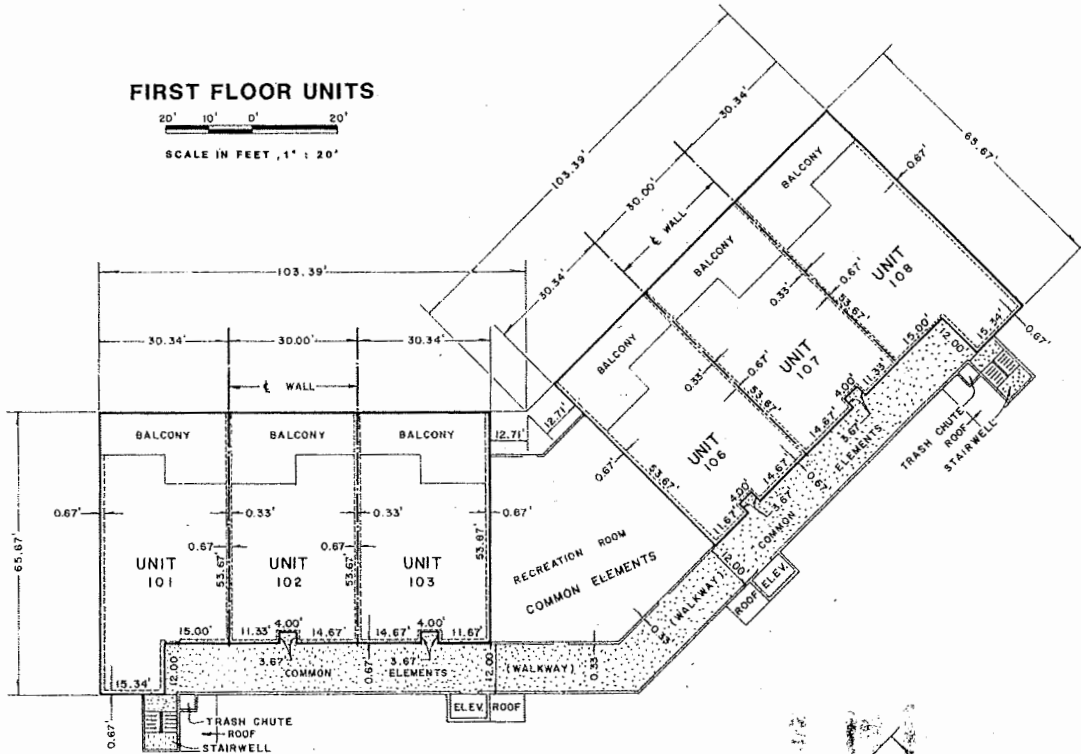 FIRST FLOOR UNITS
20' 10' 0' 20'
SCALE IN FEET, 1" : 20'
103.39'
30.34' 30.00' 30.34'
℄ WALL
12.71'
BALCONY BALCONY BALCONY
65.67'
0.67' 0.33' 0.33' 0.67'
0.67 0.67
53.67' 53.67' 53.67'
UNIT 101
UNIT 102
UNIT 103
15.00' 11.33' 4.00' 14.67' 14.67' 4.00' 11.67'
12.00' 3.67' 0.67' 3.67' 12.00'
COMMON ELEMENTS
(WALKWAY)
0.33'
15.34'
0.67'
TRASH CHUTE
ROOF
STAIRWELL
ELEV. ROOF
RECREATION ROOM
COMMON ELEMENTS
0.33
(WALKWAY)
103.39'
30.34' 30.00' 30.34'
℄ WALL
12.71'
BALCONY
BALCONY
BALCONY
65.67'
0.67'
0.67' 0.33' 0.67' 0.33' 0.67'
53.67' 53.67' 53.67'
UNIT 106
UNIT 107
UNIT 108
11.67' 4.00' 14.67' 14.67' 4.00' 11.33' 15.00'
12.00' 3.67 0.67' 3.67' 12.00'
15.34'
0.67'
COMMON ELEMENTS
ROOF ELEV.
TRASH CHUTE
ROOF
STAIRWELL